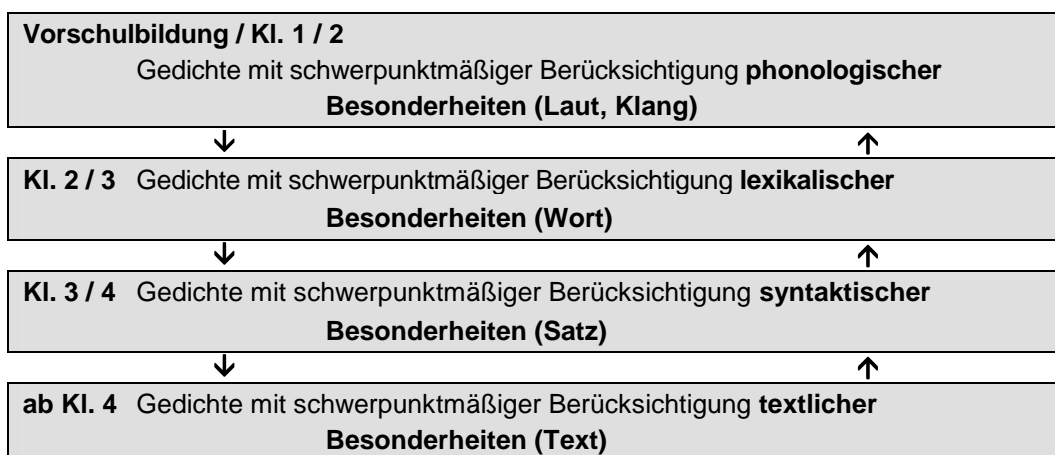 Vorschulbildung / Kl. 1 / 2
Gedichte mit schwerpunktmäßiger Berücksichtigung phonologischer
Besonderheiten (Laut, Klang)
Kl. 2 / 3 Gedichte mit schwerpunktmäßiger Berücksichtigung lexikalischer
Besonderheiten (Wort)
Kl. 3 / 4 Gedichte mit schwerpunktmäßiger Berücksichtigung syntaktischer
Besonderheiten (Satz)
ab Kl. 4 Gedichte mit schwerpunktmäßiger Berücksichtigung textlicher
Besonderheiten (Text)